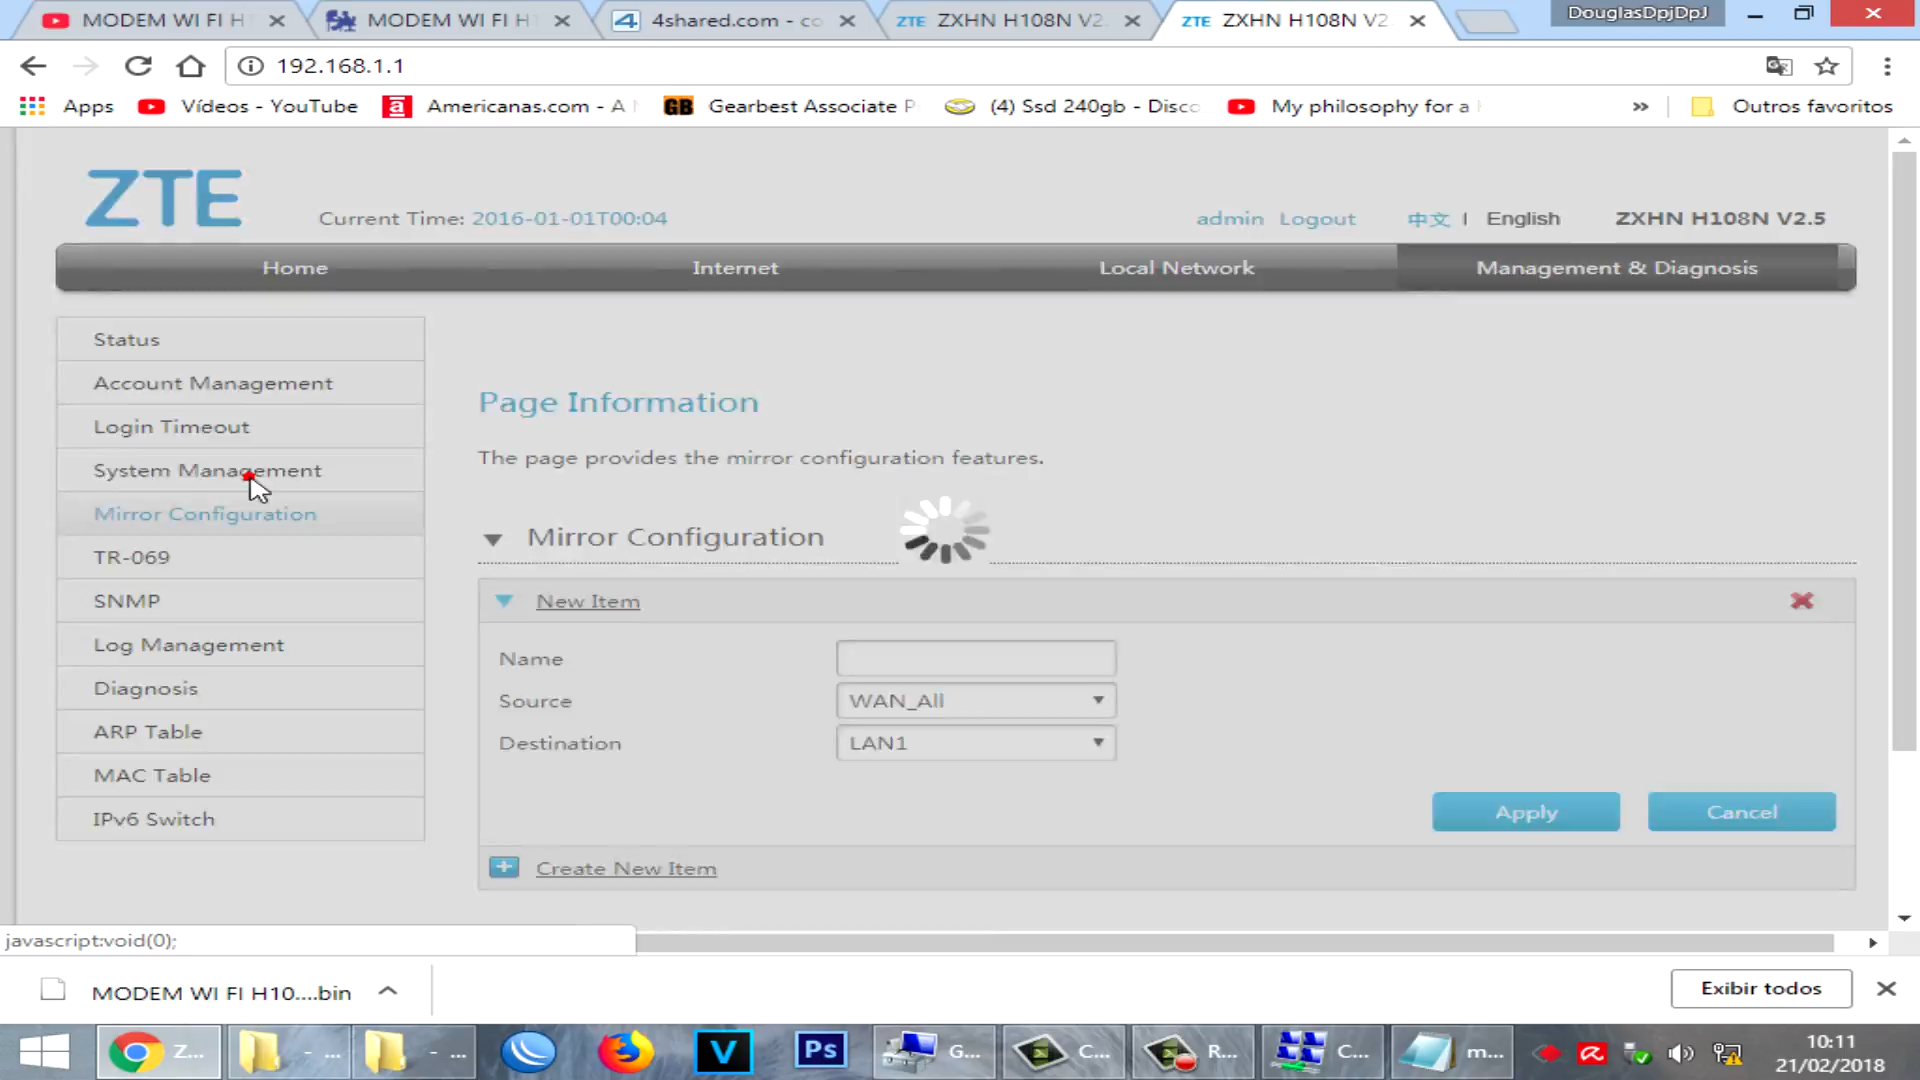 MODEM WI FI H
MODEM WI FI H
4shared.com - co
ZTE ZXHN H108N V2
ZTE ZXHN H108N V2
DouglasDpjDpJ
192.168.1.1
Apps
Vídeos - YouTube
a Americanas.com - A
GB Gearbest Associate P
(4) Ssd 240gb - Disco
My philosophy for a
»
Outros favoritos
ZTE
Current Time: 2016-01-01T00:04
admin Logout
中文 | English
ZXHN H108N V2.5
Home
Internet
Local Network
Management & Diagnosis
Status
Account Management
Login Timeout
System Management
Mirror Configuration
TR-069
SNMP
Log Management
Diagnosis
ARP Table
MAC Table
IPv6 Switch
Page Information
The page provides the mirror configuration features.
Mirror Configuration
New Item
Name
Source WAN_All
Destination LAN1
Apply Cancel
Create New Item
javascript:void(0);
MODEM WI FI H10....bin
Exibir todos
Z...
- ...
- ...
V
Ps
G...
C...
R...
C...
m...
10:11
21/02/2018